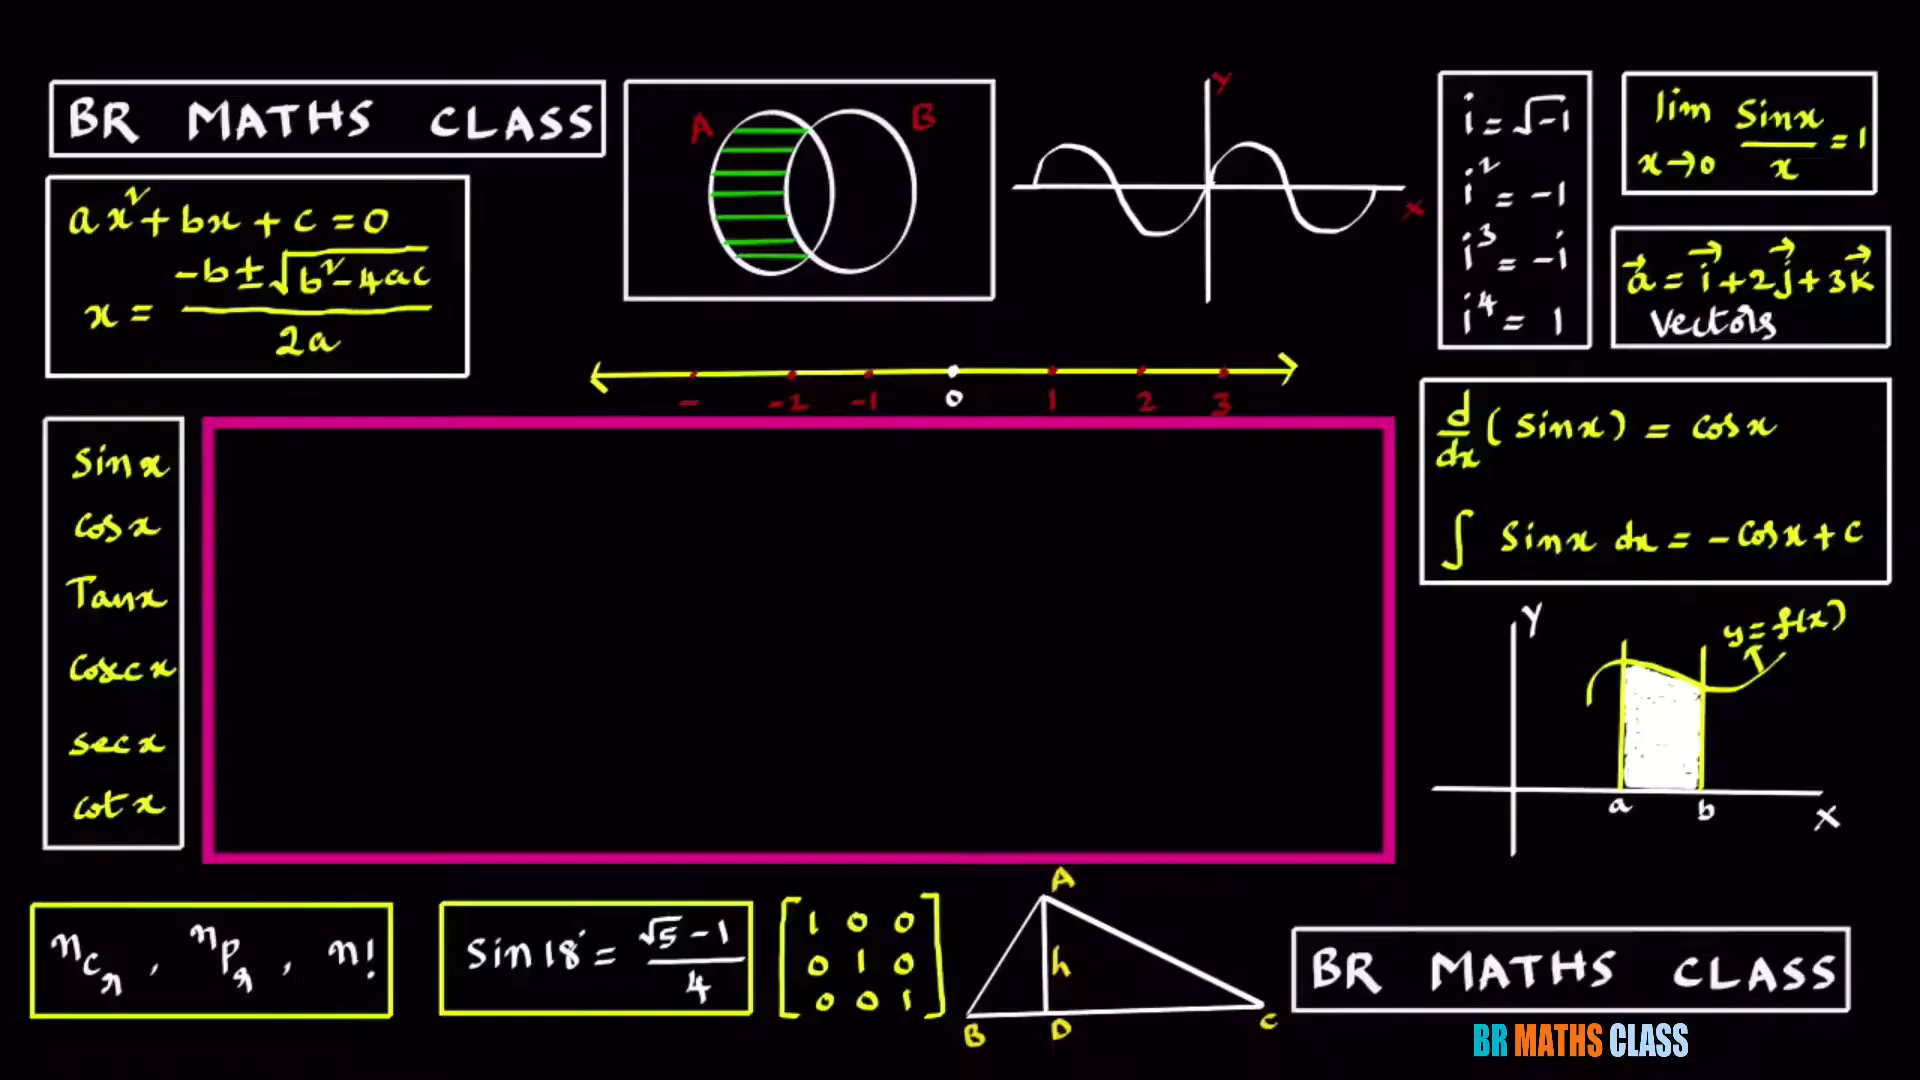 BR MATHS CLASS
ax²+bx+c=0
x = (-b±√(b²-4ac))/2a
A B
Y
X
i=√-1
i²=-1
i³=-i
i⁴=1
lim x→0 Sinx/x =1
a⃗ = i⃗+2j⃗+3k⃗
Vectors
- -2 -1 0 1 2 3
Sinx
Cosx
Tanx
Cosecx
secx
cotx
d/dx (Sinx) = Cosx
∫ Sinx dx = -Cosx+c
Y
y=f(x)
a b X
ⁿCᵣ, ⁿPᵣ, n!
Sin18° = (√5-1)/4
1 0 0
0 1 0
0 0 1
A
h
B D C
BR MATHS CLASS
BR MATHS CLASS